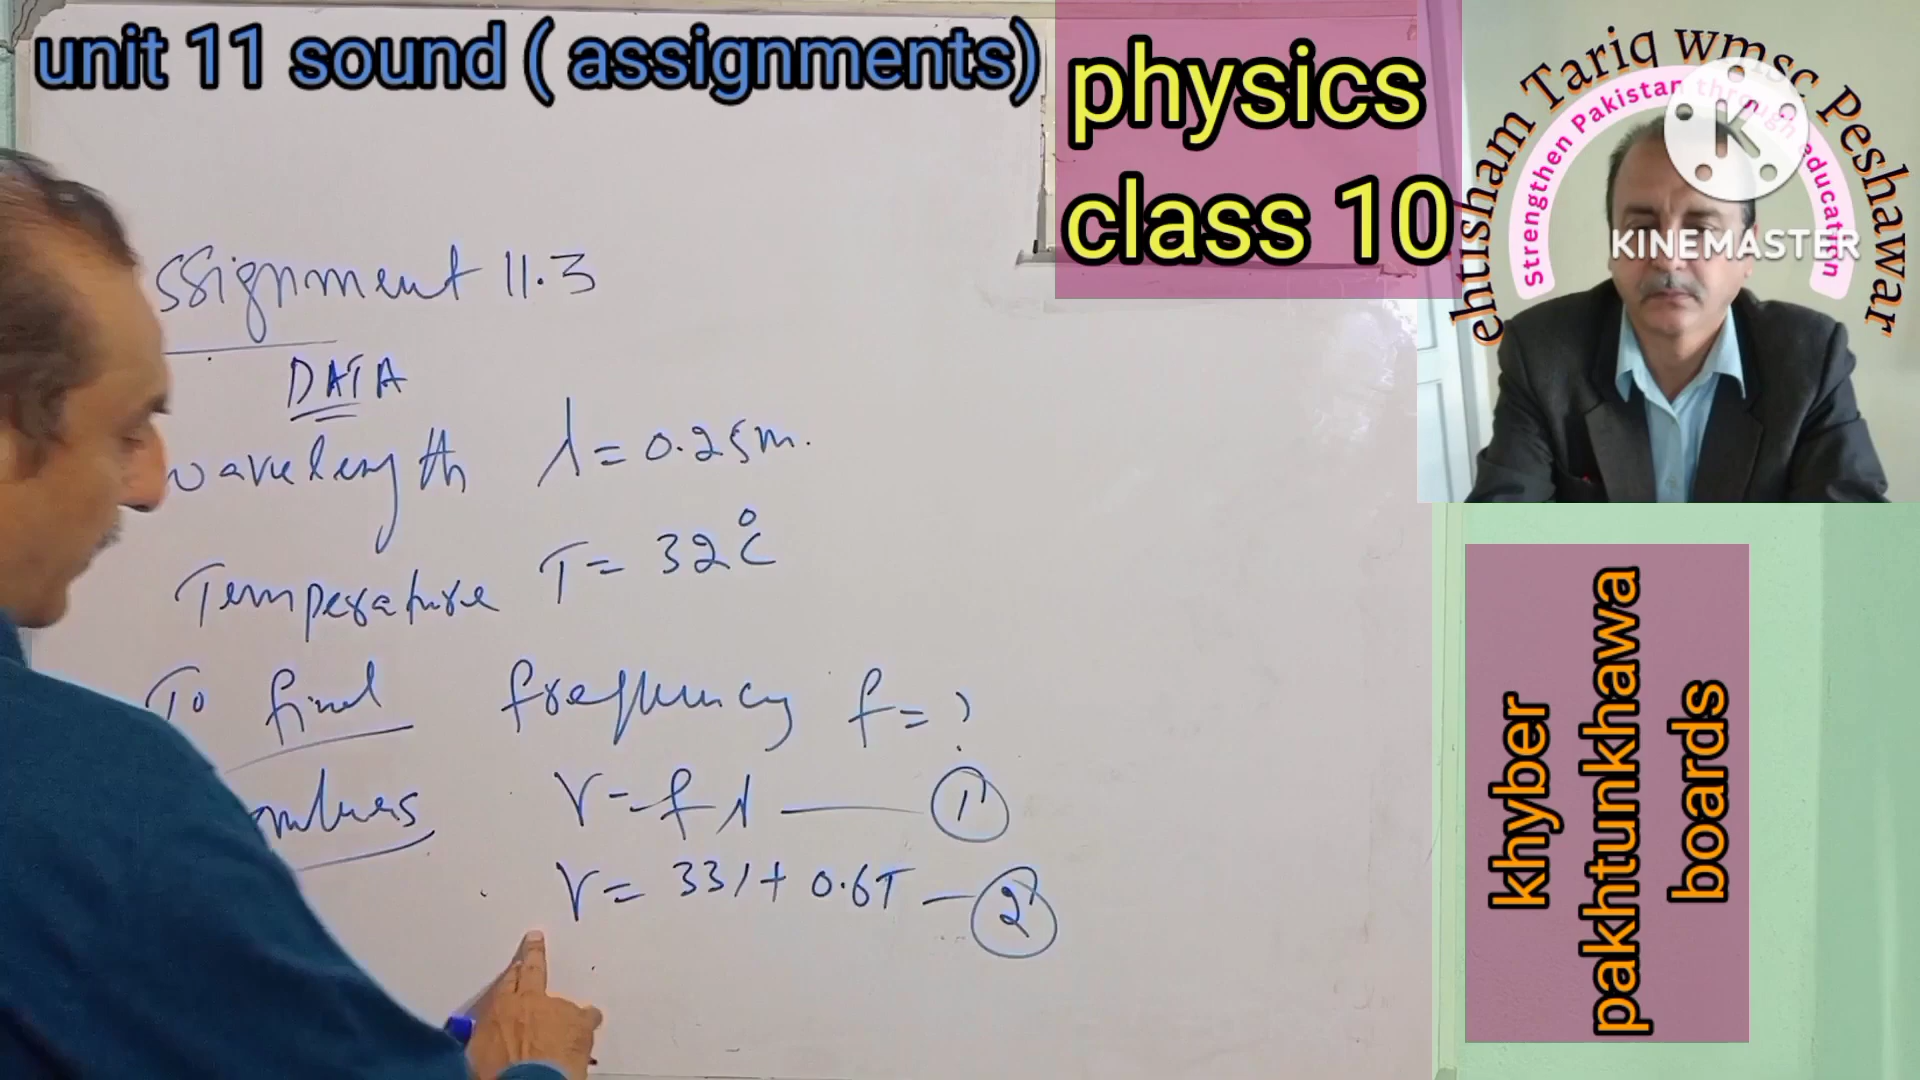 unit 11 sound ( assignments)
physics
class 10
ehtisham Tariq wmsc Peshawar
Strengthen Pakistan through education
KINEMASTER
ssignment 11.3
DATA
wavelength λ = 0.25m.
Temperature T = 32°C
To find frequency f = ?
V = fλ — 1
V = 331 + 0.6T — 2
khyber
pakhtunkhawa
boards